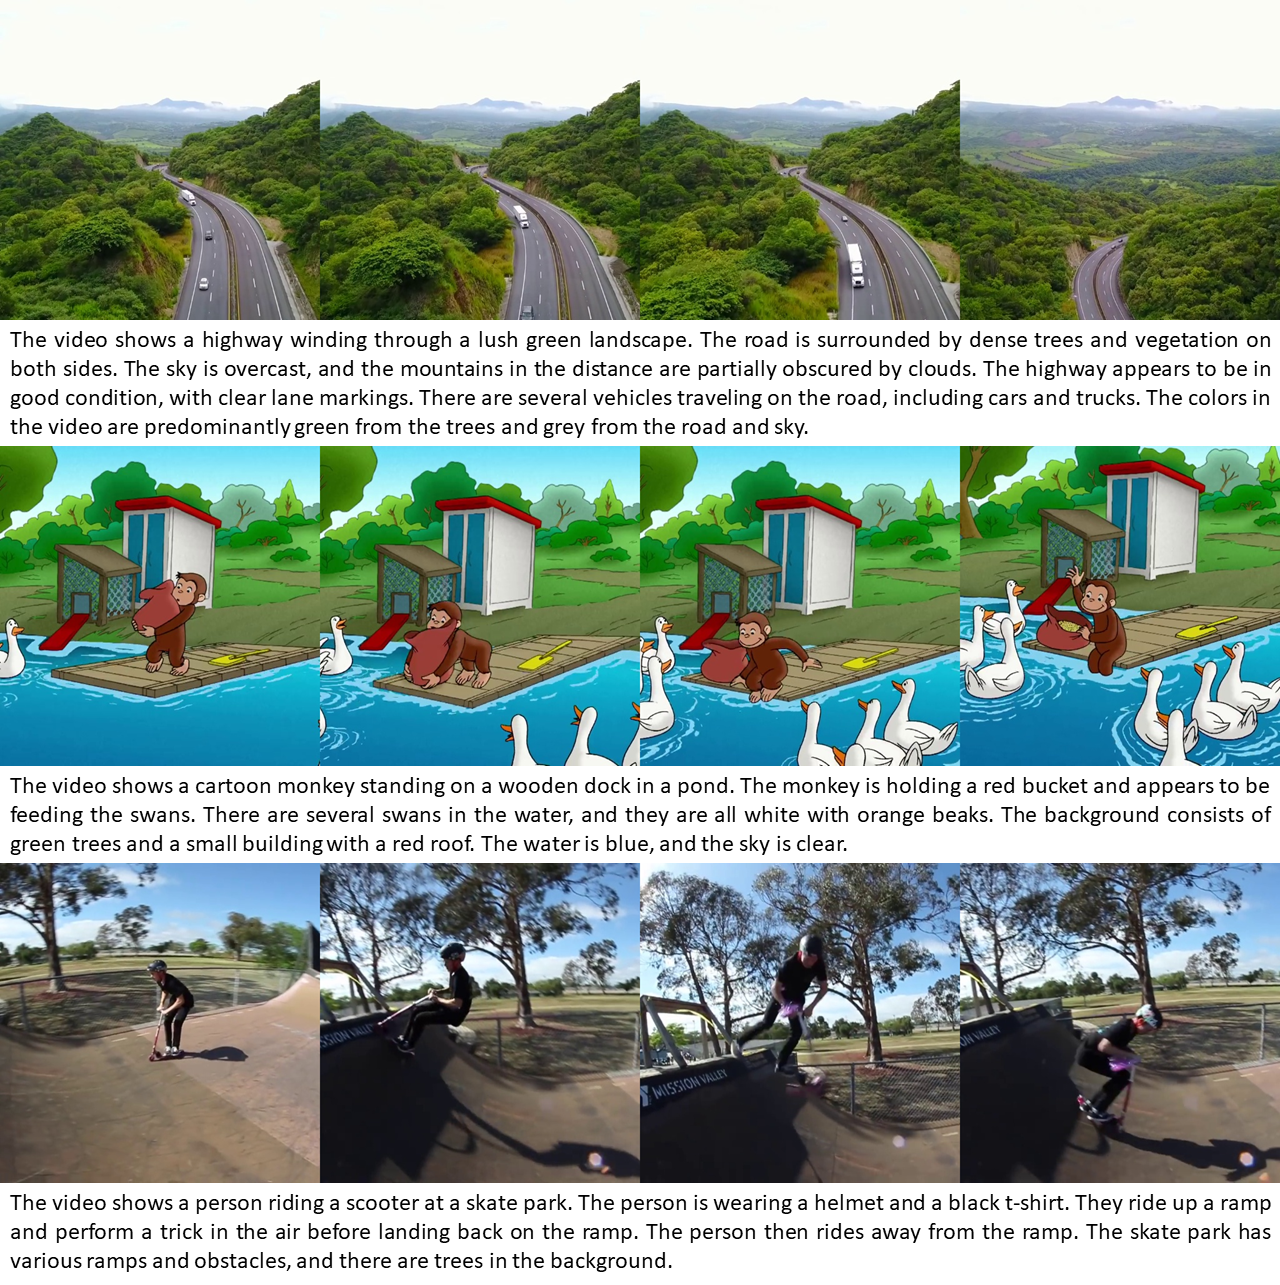 The video shows a highway winding through a lush green landscape. The road is surrounded by dense trees and vegetation on
both sides. The sky is overcast, and the mountains in the distance are partially obscured by clouds. The highway appears to be in
good condition, with clear lane markings. There are several vehicles traveling on the road, including cars and trucks. The colors in
the video are predominantly green from the trees and grey from the road and sky.
The video shows a cartoon monkey standing on a wooden dock in a pond. The monkey is holding a red bucket and appears to be
feeding the swans. There are several swans in the water, and they are all white with orange beaks. The background consists of
green trees and a small building with a red roof. The water is blue, and the sky is clear.
SSION VALLEY
MISSION VALLEY
ON VALLEY
The video shows a person riding a scooter at a skate park. The person is wearing a helmet and a black t-shirt. They ride up a ramp
and perform a trick in the air before landing back on the ramp. The person then rides away from the ramp. The skate park has
various ramps and obstacles, and there are trees in the background.